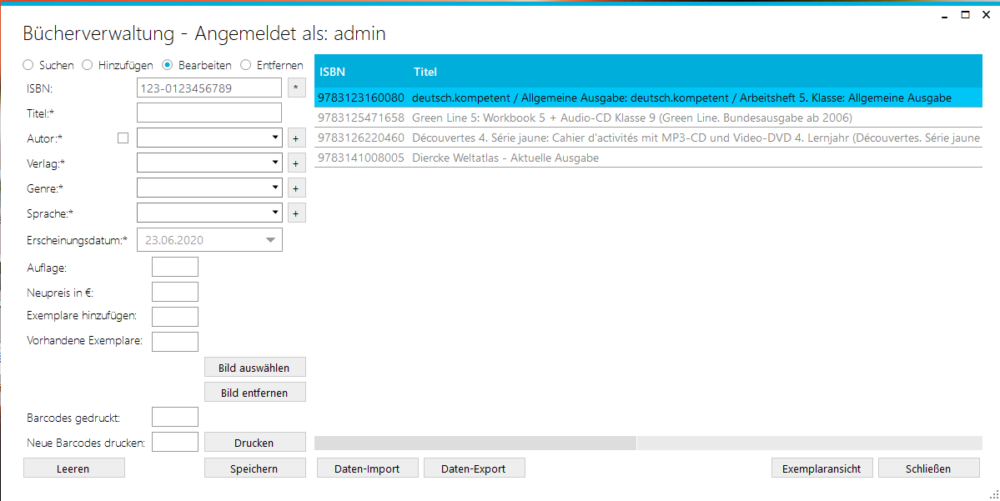 Bücherverwaltung - Angemeldet als: admin
Suchen Hinzufügen Bearbeiten Entfernen
ISBN: 123-0123456789 *
Titel:*
Autor:* +
Verlag:* +
Genre:* +
Sprache:* +
Erscheinungsdatum:* 23.06.2020
Auflage:
Neupreis in €:
Exemplare hinzufügen:
Vorhandene Exemplare:
Bild auswählen
Bild entfernen
Barcodes gedruckt:
Neue Barcodes drucken: Drucken
Leeren Speichern
ISBN Titel
9783123160080 deutsch.kompetent / Allgemeine Ausgabe: deutsch.kompetent / Arbeitsheft 5. Klasse: Allgemeine Ausgabe
9783125471658 Green Line 5: Workbook 5 + Audio-CD Klasse 9 (Green Line. Bundesausgabe ab 2006)
9783126220460 Découvertes 4. Série jaune: Cahier d'activités mit MP3-CD und Video-DVD 4. Lernjahr (Découvertes. Série jaune
9783141008005 Diercke Weltatlas - Aktuelle Ausgabe
Daten-Import Daten-Export Exemplaransicht Schließen